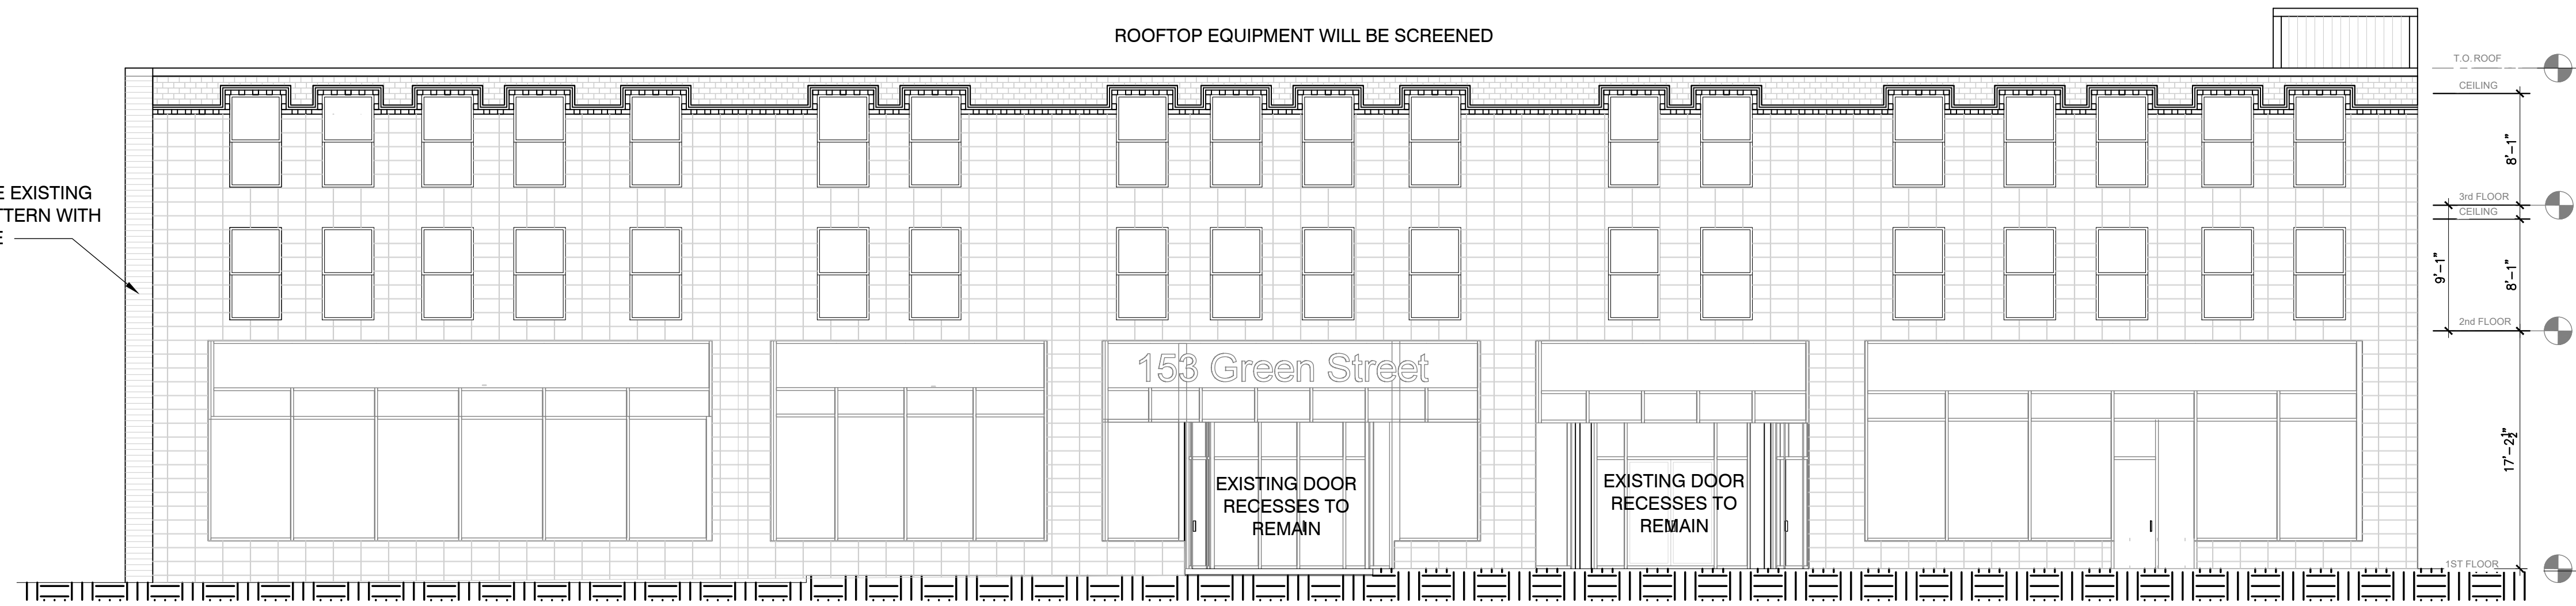 ROOFTOP EQUIPMENT WILL BE SCREENED
T.O. ROOF
CEILING
8'-1"
E EXISTING
TTERN WITH
E
3rd FLOOR
CEILING
9'-1"
8'-1"
2nd FLOOR
153 Green Street
17'-2½"
EXISTING DOOR
RECESSES TO
REMAIN
EXISTING DOOR
RECESSES TO
REMAIN
1ST FLOOR